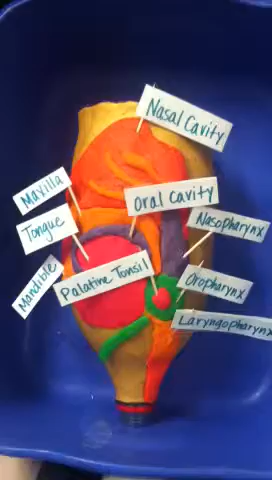 Nasal Cavity
Maxilla
Oral Cavity
Tongue
Nasopharynx
Mandible
Palatine Tonsil
Oropharynx
Laryngopharynx